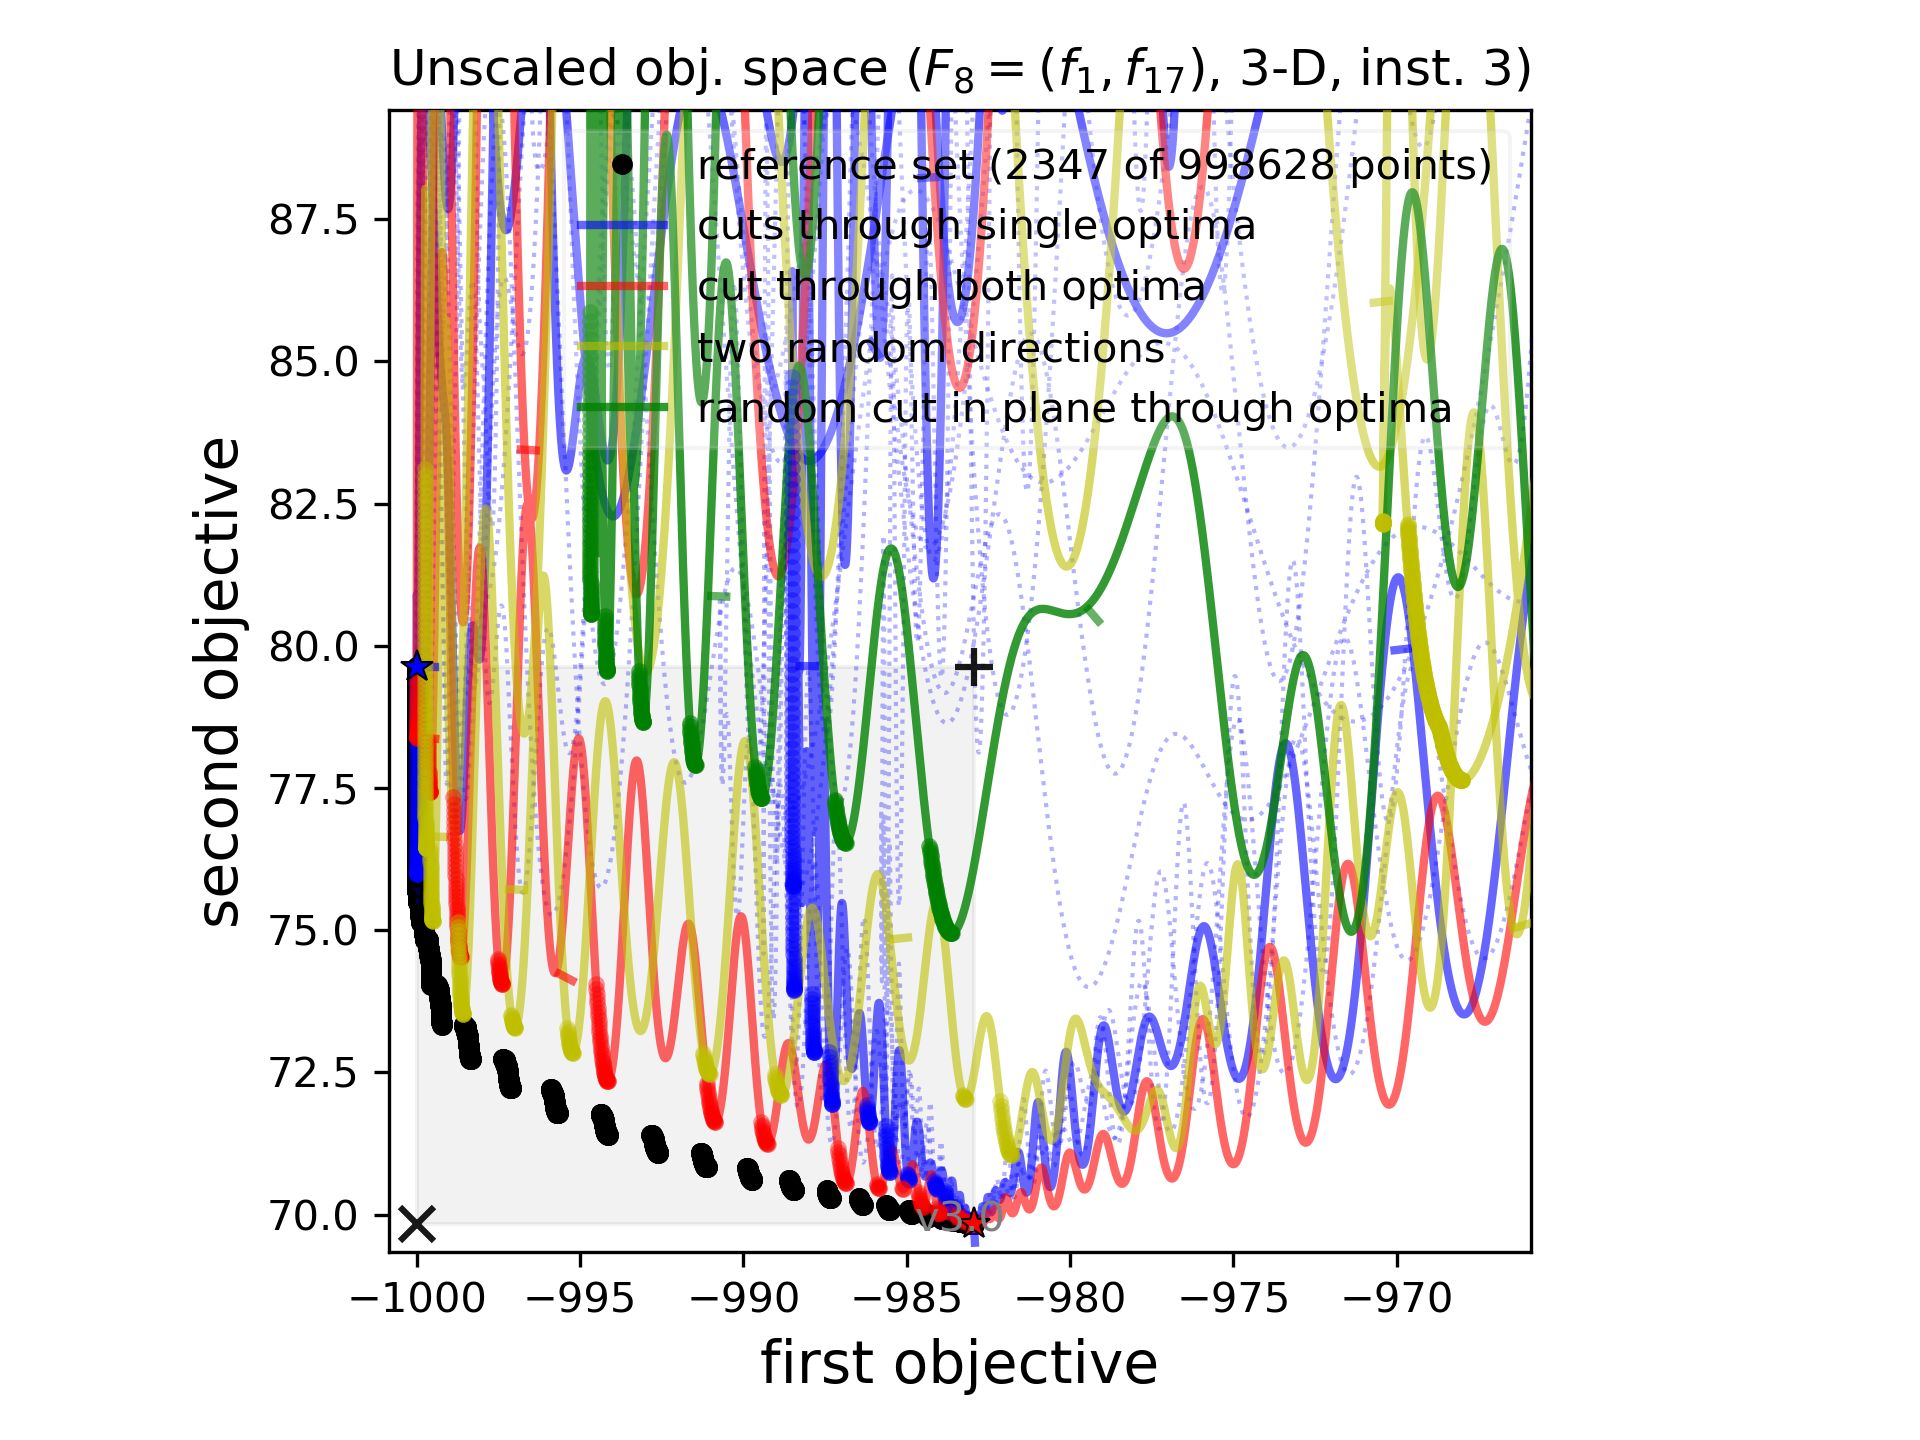 Unscaled obj. space (F₈ = (f₁, f₁₇), 3-D, inst. 3)
reference set (2347 of 998628 points)
cuts through single optima
cut through both optima
two random directions
random cut in plane through optima
second objective
87.5
85.0
82.5
80.0
77.5
75.0
72.5
70.0
v3.0
−1000
−995
−990
−985
−980
−975
−970
first objective